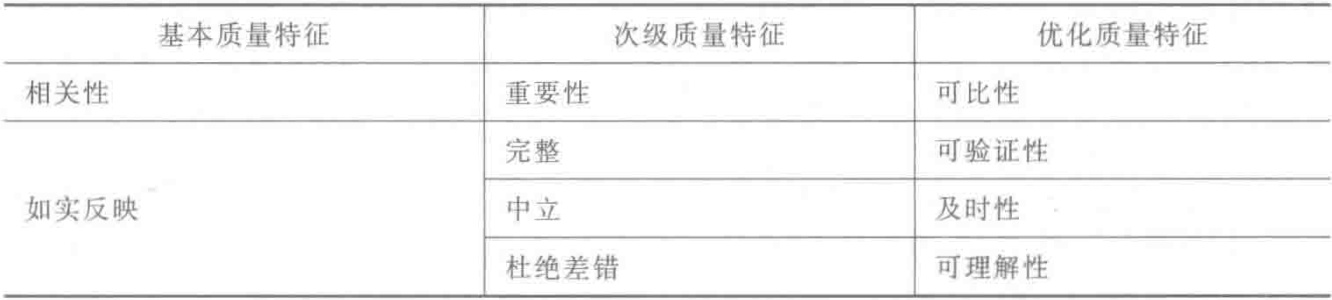 基本质量特征 次级质量特征 优化质量特征
相关性 重要性 可比性
完整 可验证性
如实反映 中立 及时性
杜绝差错 可理解性